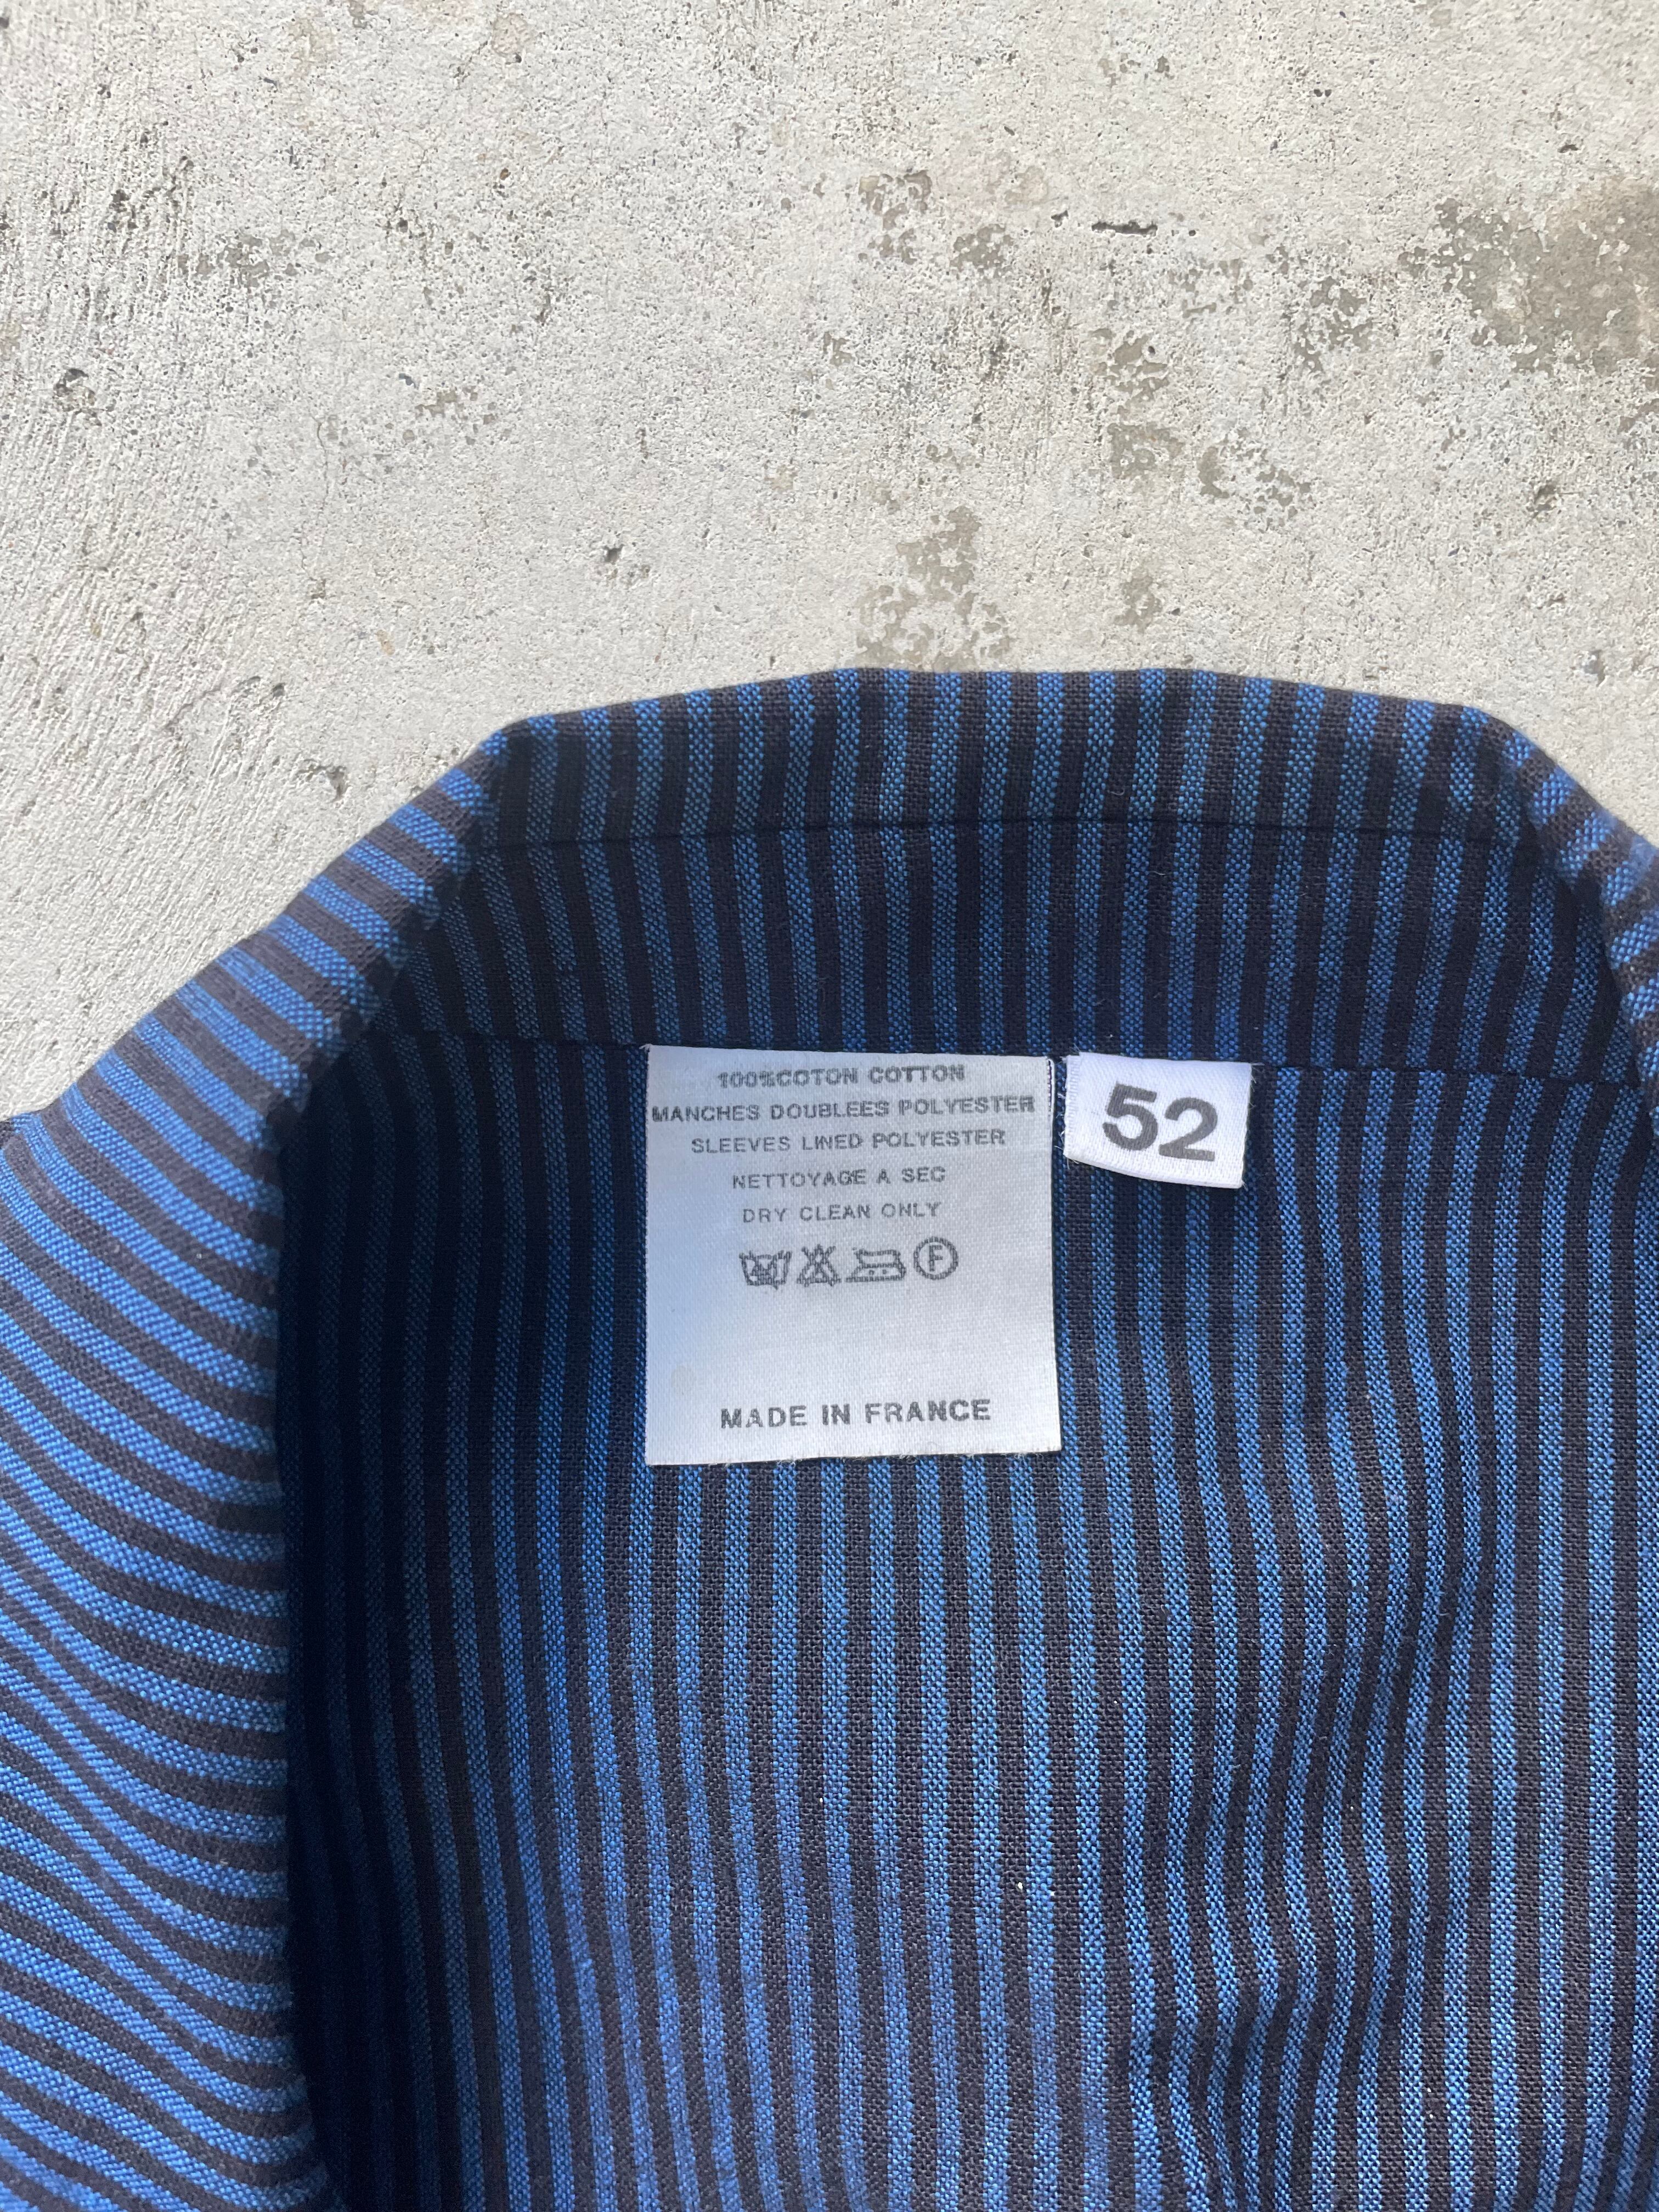 100%COTON COTTON
MANCHES DOUBLEES POLYESTER
SLEEVES LINED POLYESTER
NETTOYAGE A SEC
DRY CLEAN ONLY
F
MADE IN FRANCE
52